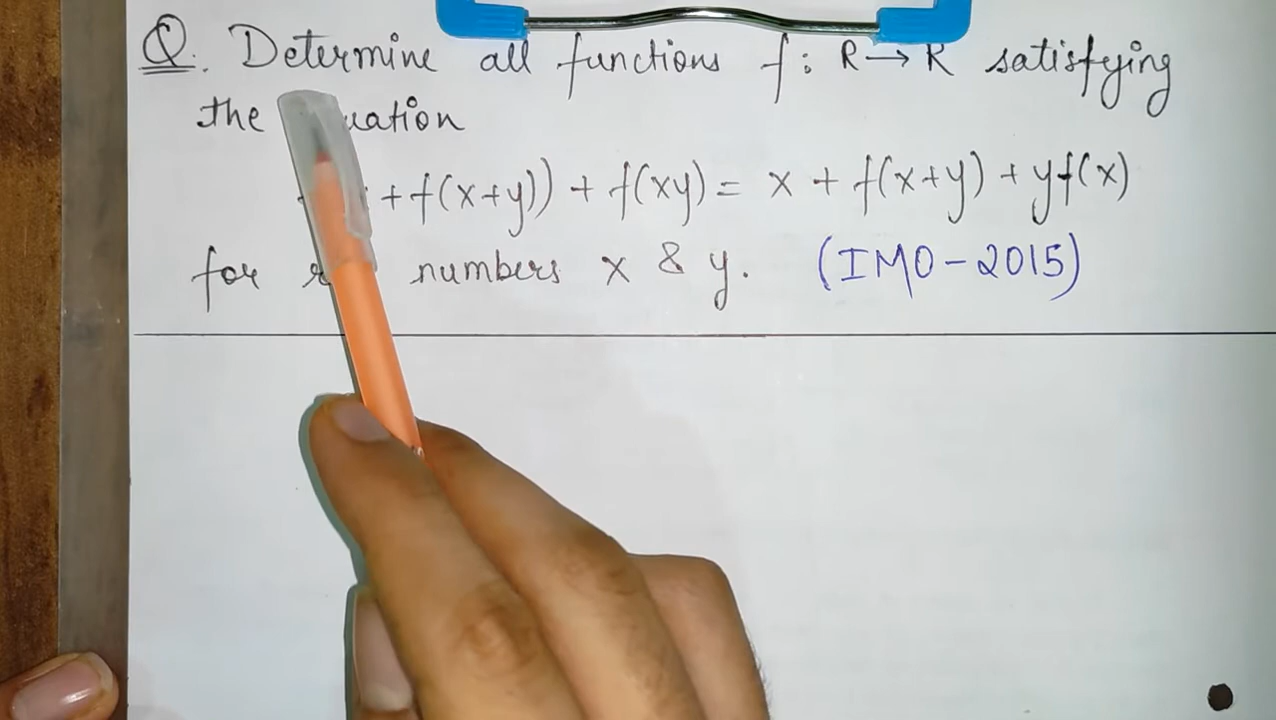 Q. Determine all functions f: R→R satisfying
the uation
+f(x+y)) + f(xy) = x + f(x+y) + yf(x)
for numbers x & y. (IMO-2015)